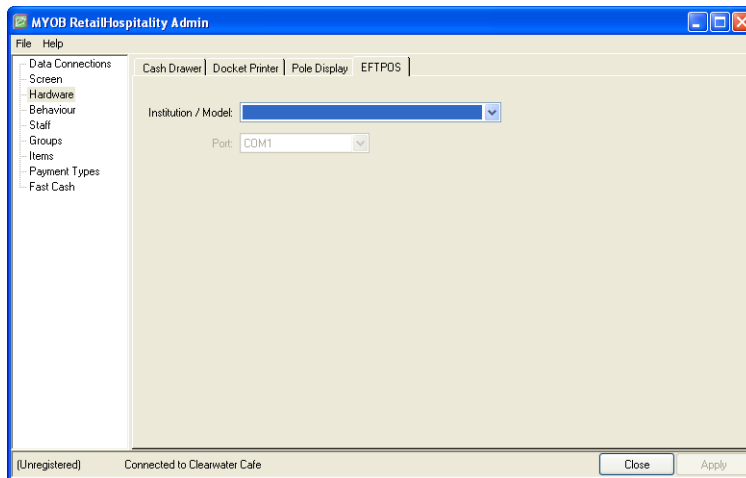 MYOB RetailHospitality Admin
File Help
Data Connections
Screen
Hardware
Behaviour
Staff
Groups
Items
Payment Types
Fast Cash
Cash Drawer Docket Printer Pole Display EFTPOS
Institution / Model:
Port: COM1
(Unregistered) Connected to Clearwater Cafe Close Apply